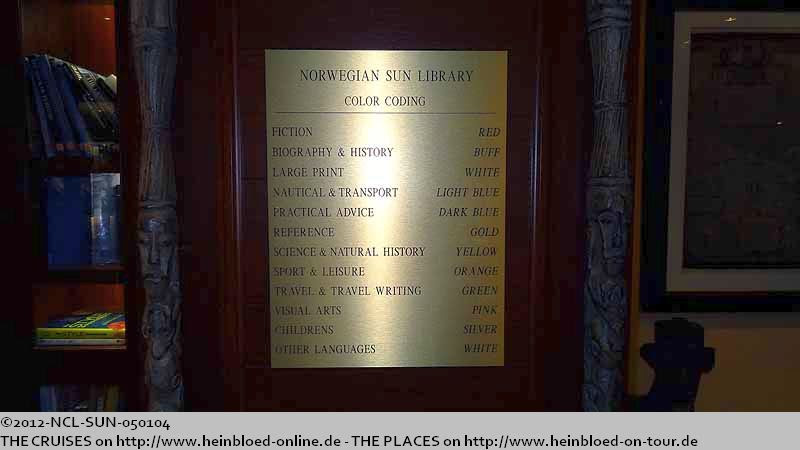 NORWEGIAN SUN LIBRARY
COLOR CODING
FICTION RED
BIOGRAPHY & HISTORY BUFF
LARGE PRINT WHITE
NAUTICAL & TRANSPORT LIGHT BLUE
PRACTICAL ADVICE DARK BLUE
REFERENCE GOLD
SCIENCE & NATURAL HISTORY YELLOW
SPORT & LEISURE ORANGE
TRAVEL & TRAVEL WRITING GREEN
VISUAL ARTS PINK
CHILDRENS SILVER
OTHER LANGUAGES WHITE
©2012-NCL-SUN-050104
THE CRUISES on http://www.heinbloed-online.de - THE PLACES on http://www.heinbloed-on-tour.de